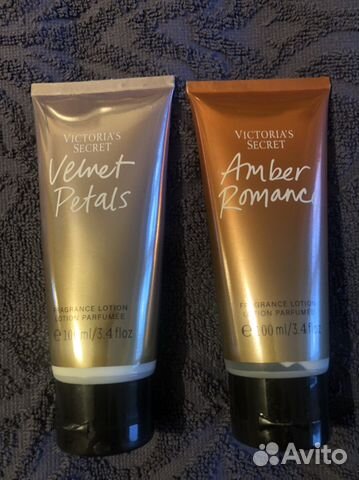 VICTORIA'S
SECRET
Velvet
Petals
FRAGRANCE LOTION
LOTION PARFUMÉE
e 100 ml/3.4 fl oz
VICTORIA'S
SECRET
Amber
Romance
FRAGRANCE LOTION
LOTION PARFUMÉE
e 100 ml/3.4 fl oz
Avito